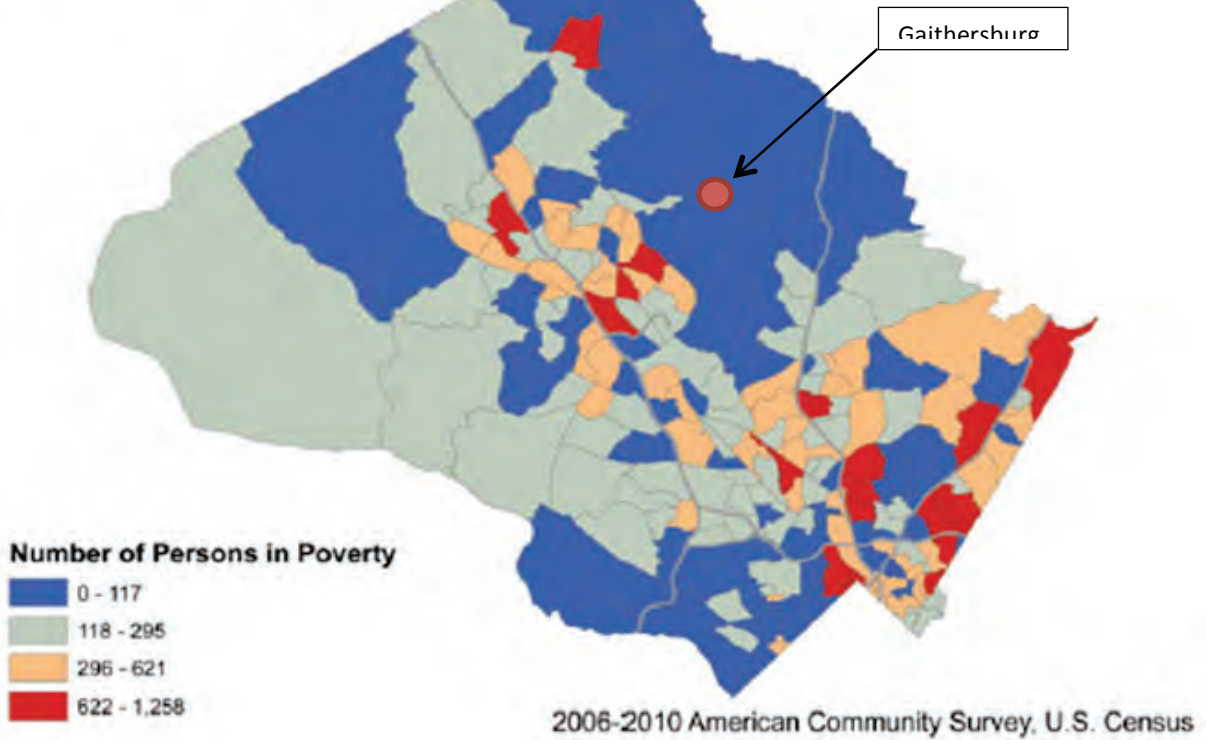 Gaithersburg
Number of Persons in Poverty
0 - 117
118 - 295
296 - 621
622 - 1,258
2006-2010 American Community Survey, U.S. Census